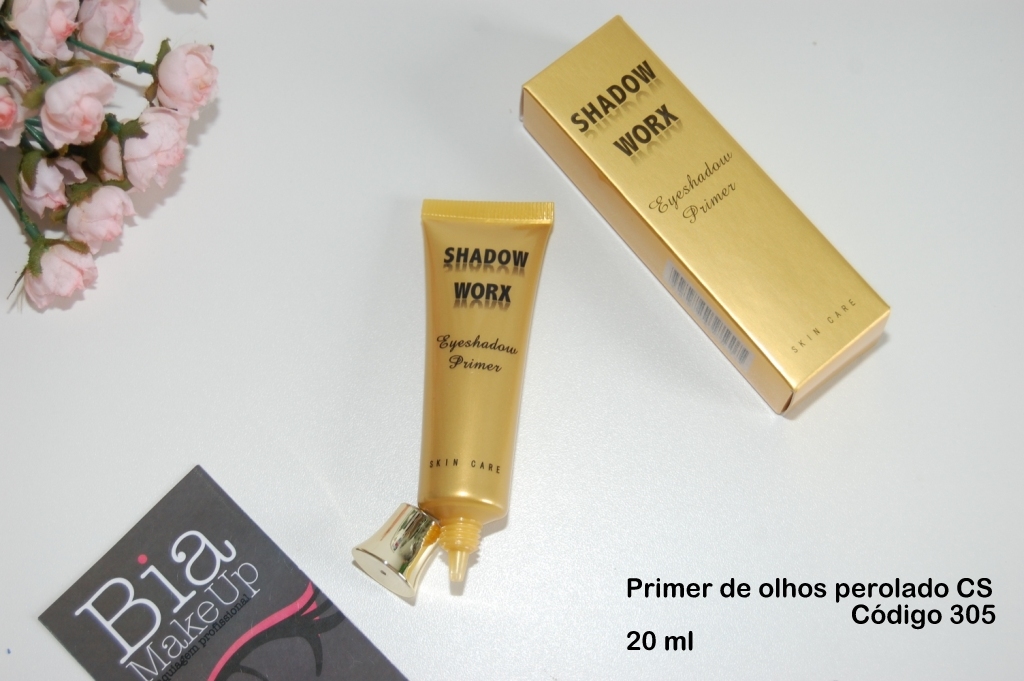 SHADOW
WORX
Eyeshadow
Primer
SKIN CARE
SHADOW
WORX
Eyeshadow
Primer
SKIN CARE
Bia
MakeUp
profissional
Primer de olhos perolado CS
Código 305
20 ml